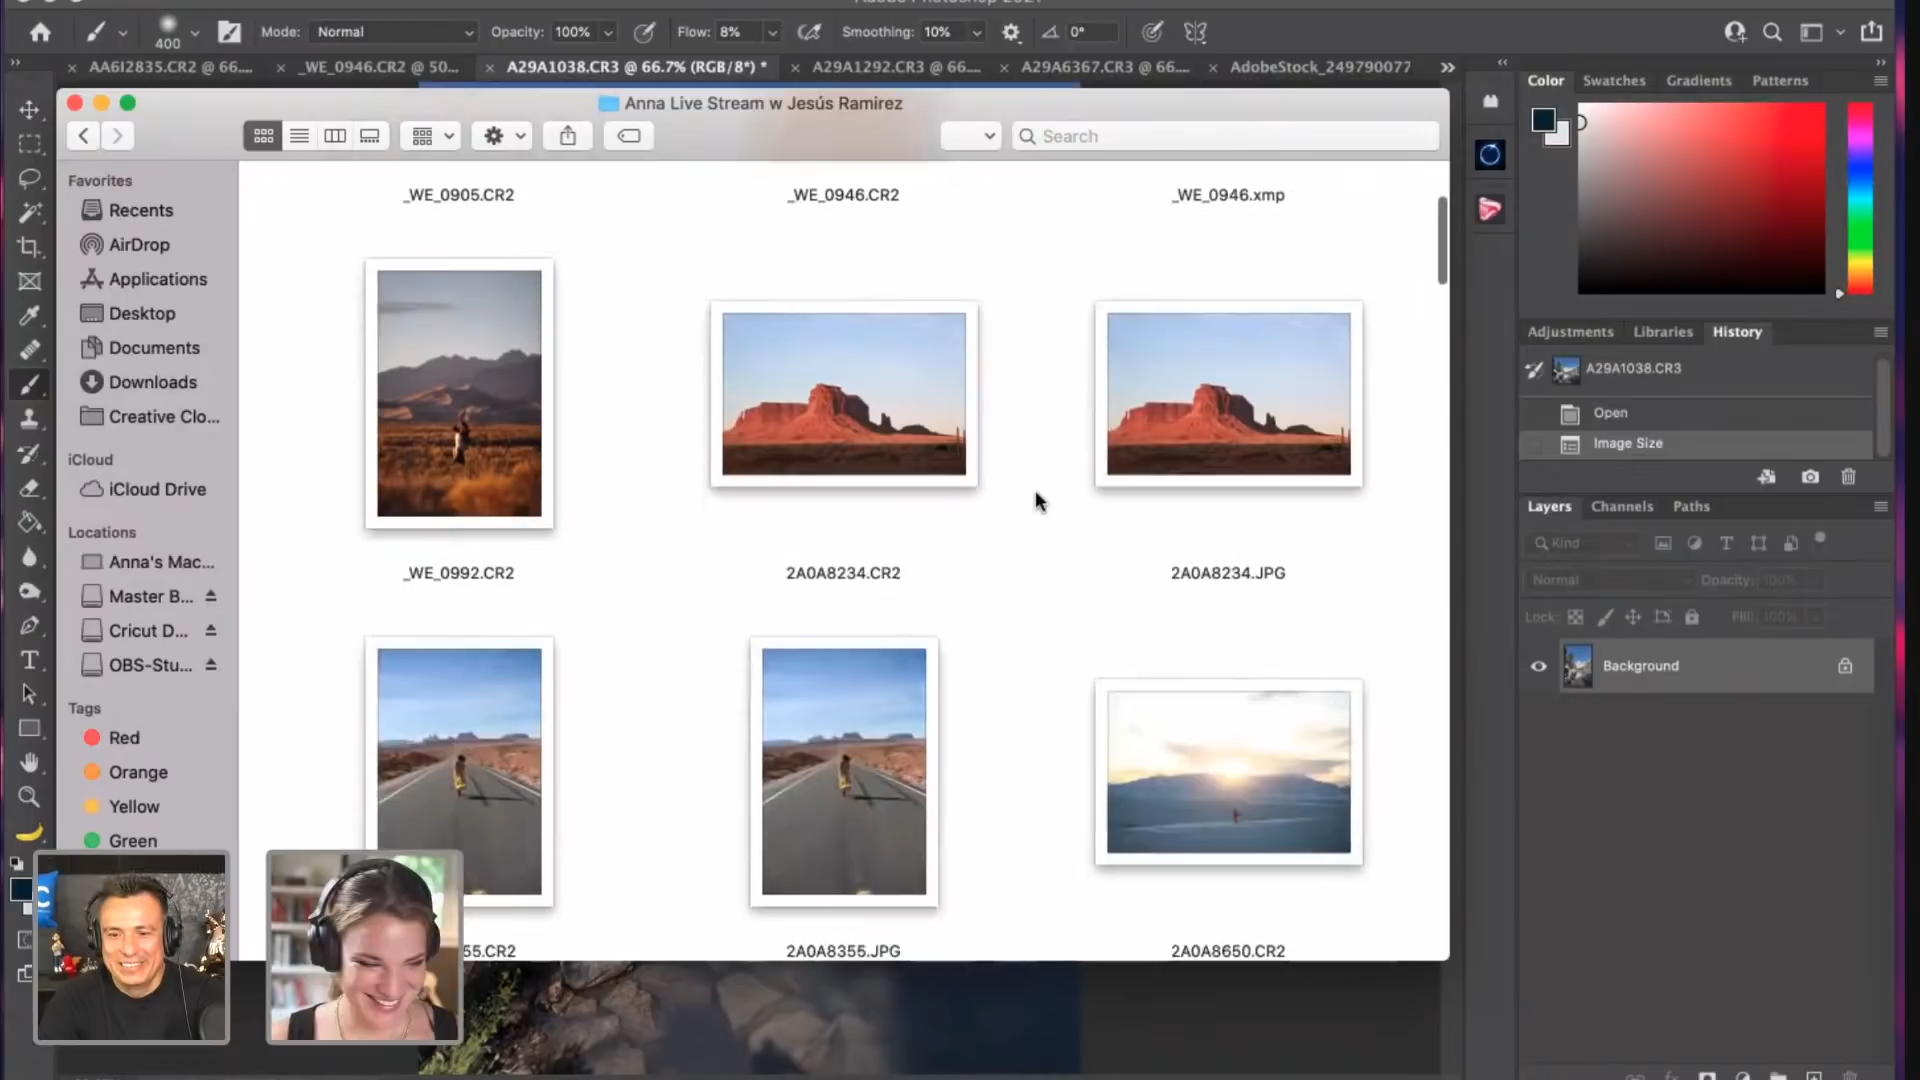 Mode: Normal Opacity: 100% Flow: 8% Smoothing: 10% 0°
400
× AA6I2835.CR2 @ 66.... × _WE_0946.CR2 @ 50... × A29A1038.CR3 @ 66.7% (RGB/8*) * × A29A1292.CR3 @ 66.... × A29A6367.CR3 @ 66.... × AdobeStock_249790077
Anna Live Stream w Jesús Ramirez
Search
Favorites
Recents
AirDrop
Applications
Desktop
Documents
Downloads
Creative Clo...
iCloud
iCloud Drive
Locations
Anna's Mac...
Master B...
Cricut D...
OBS-Stu...
Tags
Red
Orange
Yellow
Green
_WE_0905.CR2 _WE_0946.CR2 _WE_0946.xmp
_WE_0992.CR2 2A0A8234.CR2 2A0A8234.JPG
55.CR2 2A0A8355.JPG 2A0A8650.CR2
Color Swatches Gradients Patterns
Adjustments Libraries History
A29A1038.CR3
Open
Image Size
Layers Channels Paths
Kind
Normal Opacity: 100%
Lock: Fill: 100%
Background